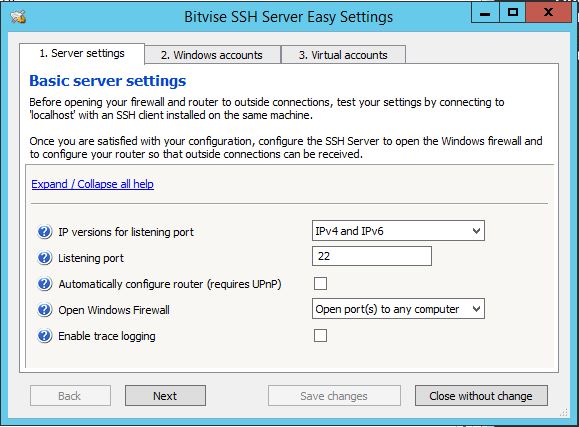 Bitvise SSH Server Easy Settings
1. Server settings
2. Windows accounts
3. Virtual accounts
Basic server settings
Before opening your firewall and router to outside connections, test your settings by connecting to
'localhost' with an SSH client installed on the same machine.
Once you are satisfied with your configuration, configure the SSH Server to open the Windows firewall and
to configure your router so that outside connections can be received.
Expand / Collapse all help
IP versions for listening port
IPv4 and IPv6
Listening port
22
Automatically configure router (requires UPnP)
Open Windows Firewall
Open port(s) to any computer
Enable trace logging
Back
Next
Save changes
Close without change